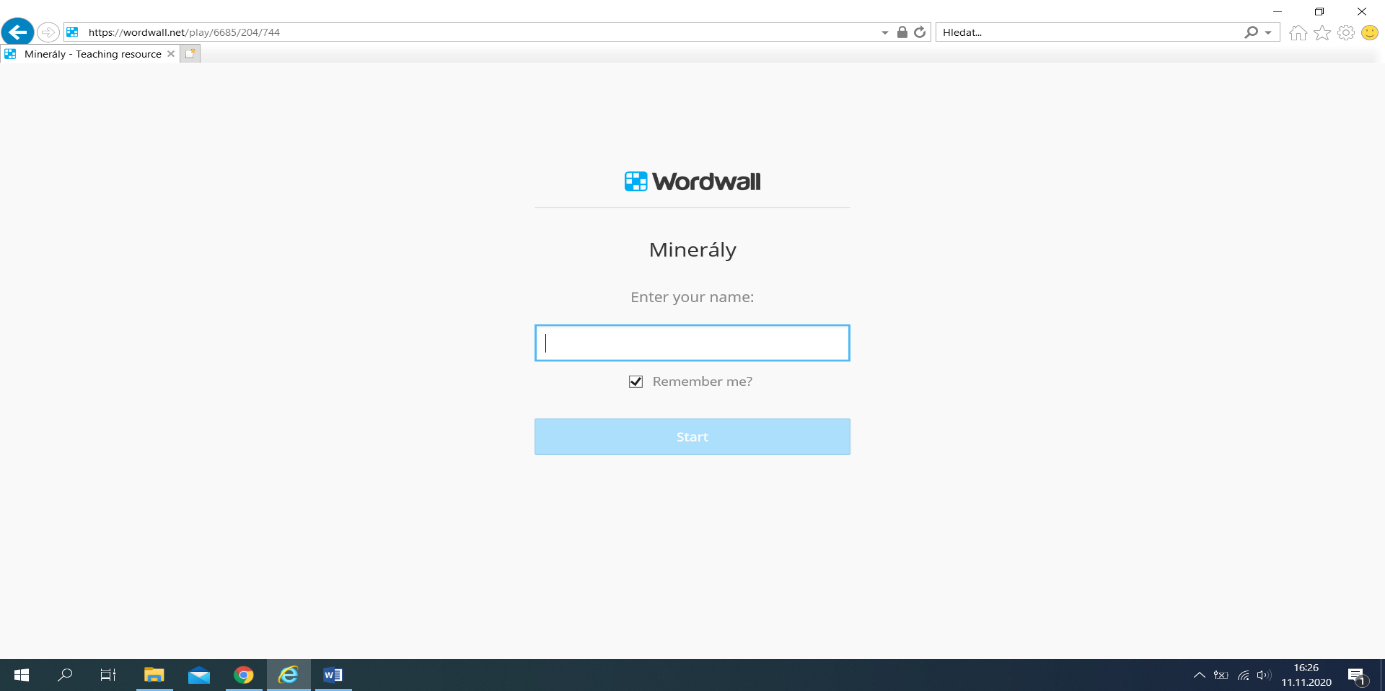 https://wordwall.net/play/6685/204/744
Hledat...
Minerály - Teaching resource
Wordwall
Minerály
Enter your name:
Remember me?
Start
16:26
11.11.2020
1